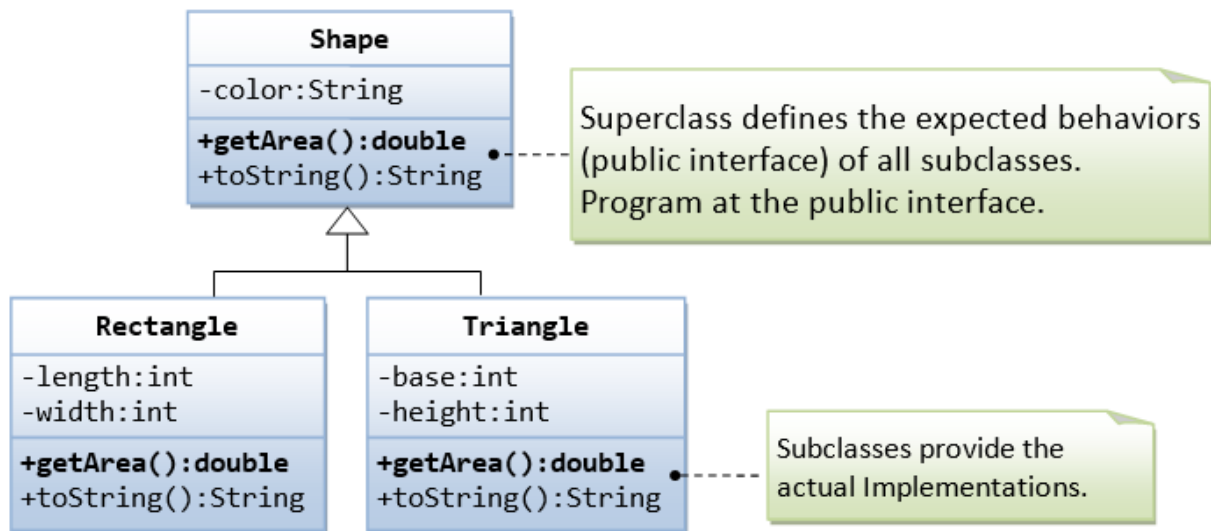 Shape
-color:String
+getArea():double
+toString():String
Superclass defines the expected behaviors
(public interface) of all subclasses.
Program at the public interface.
Rectangle
-length:int
-width:int
+getArea():double
+toString():String
Triangle
-base:int
-height:int
+getArea():double
+toString():String
Subclasses provide the
actual Implementations.